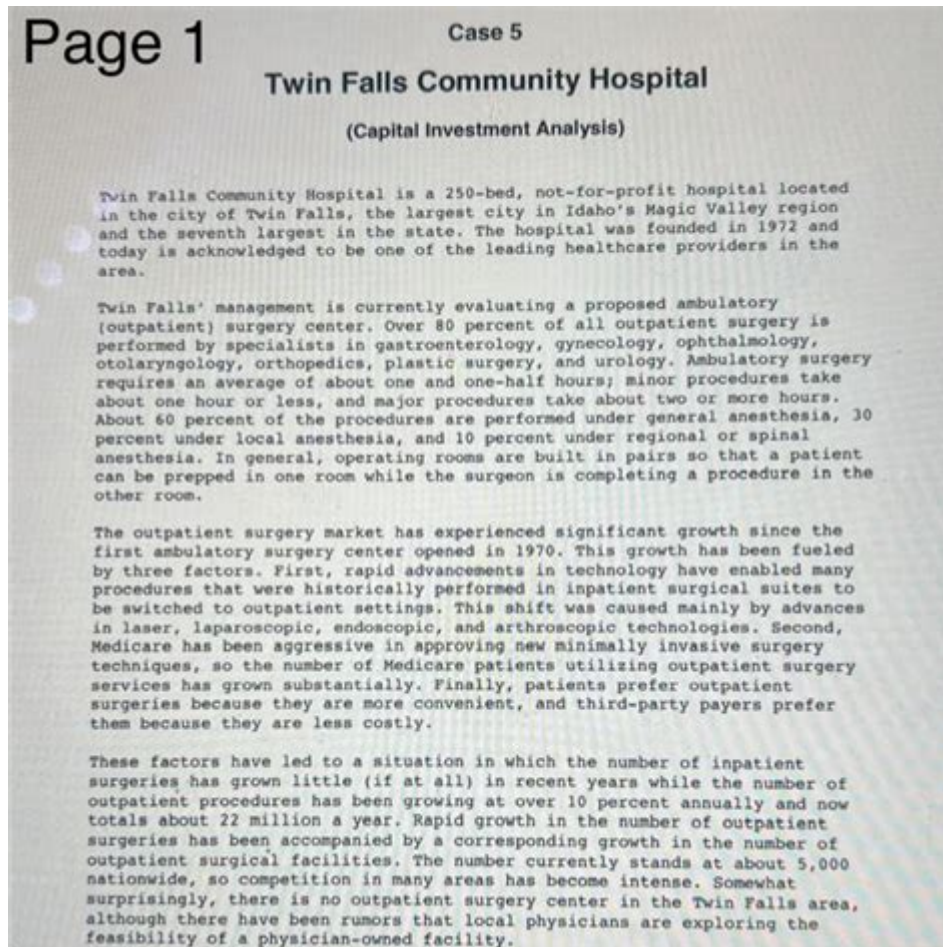 Page 1
Case 5
Twin Falls Community Hospital
(Capital Investment Analysis)
Twin Falls Community Hospital is a 250-bed, not-for-profit hospital located
in the city of Twin Falls, the largest city in Idaho's Magic Valley region
and the seventh largest in the state. The hospital was founded in 1972 and
today is acknowledged to be one of the leading healthcare providers in the
area.
Twin Falls' management is currently evaluating a proposed ambulatory
(outpatient) surgery center. Over 80 percent of all outpatient surgery is
performed by specialists in gastroenterology, gynecology, ophthalmology,
otolaryngology, orthopedics, plastic surgery, and urology. Ambulatory surgery
requires an average of about one and one-half hours; minor procedures take
about one hour or less, and major procedures take about two or more hours.
About 60 percent of the procedures are performed under general anesthesia, 30
percent under local anesthesia, and 10 percent under regional or spinal
anesthesia. In general, operating rooms are built in pairs so that a patient
can be prepped in one room while the surgeon is completing a procedure in the
other room.
The outpatient surgery market has experienced significant growth since the
first ambulatory surgery center opened in 1970. This growth has been fueled
by three factors. First, rapid advancements in technology have enabled many
procedures that were historically performed in inpatient surgical suites to
be switched to outpatient settings. This shift was caused mainly by advances
in laser, laparoscopic, endoscopic, and arthroscopic technologies. Second,
Medicare has been aggressive in approving new minimally invasive surgery
techniques, so the number of Medicare patients utilizing outpatient surgery
services has grown substantially. Finally, patients prefer outpatient
surgeries because they are more convenient, and third-party payers prefer
them because they are less costly.
These factors have led to a situation in which the number of inpatient
surgeries has grown little (if at all) in recent years while the number of
outpatient procedures has been growing at over 10 percent annually and now
totals about 22 million a year. Rapid growth in the number of outpatient
surgeries has been accompanied by a corresponding growth in the number of
outpatient surgical facilities. The number currently stands at about 5,000
nationwide, so competition in many areas has become intense. Somewhat
surprisingly, there is no outpatient surgery center in the Twin Falls area,
although there have been rumors that local physicians are exploring the
feasibility of a physician-owned facility.